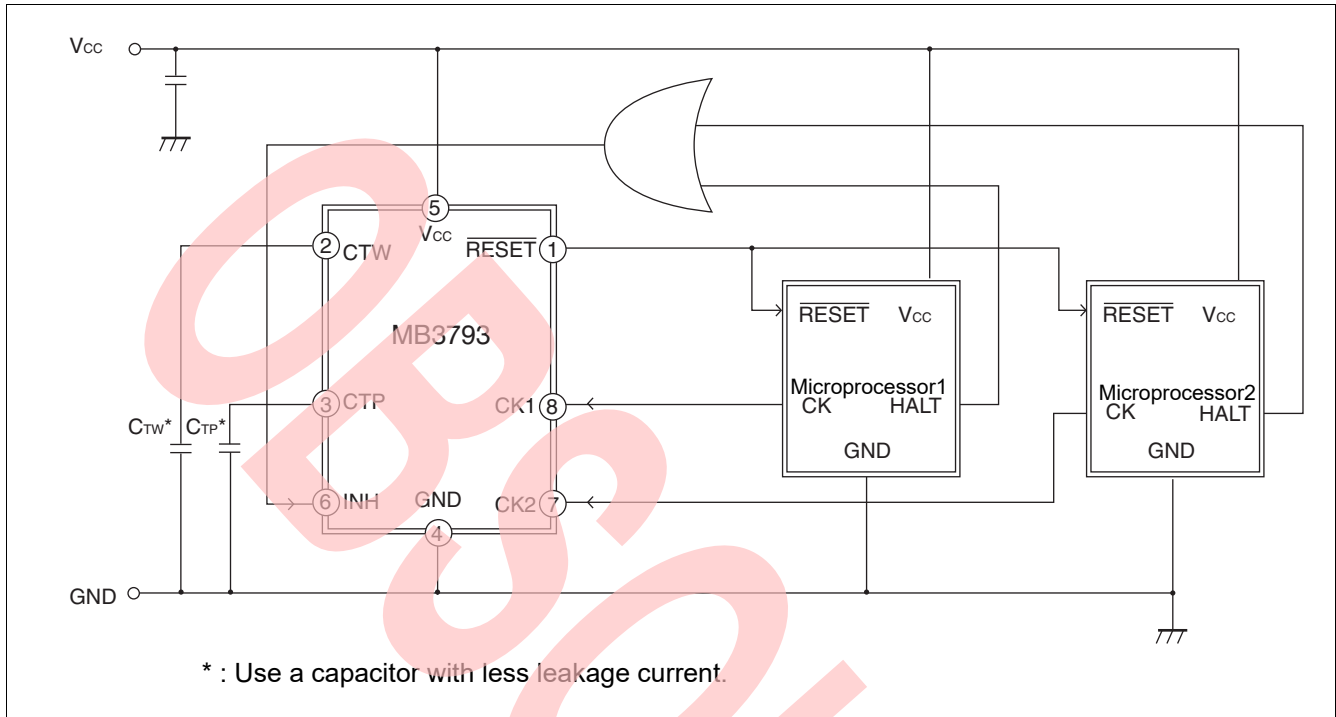 Vcc
5
Vcc
2
CTW
RESET
1
MB3793
3
CTP
CK1
8
CTW*
CTP*
6
INH
GND
CK2
7
4
RESET
Vcc
Microprocessor1
CK
HALT
GND
RESET
Vcc
Microprocessor2
CK
HALT
GND
GND
* : Use a capacitor with less leakage current.